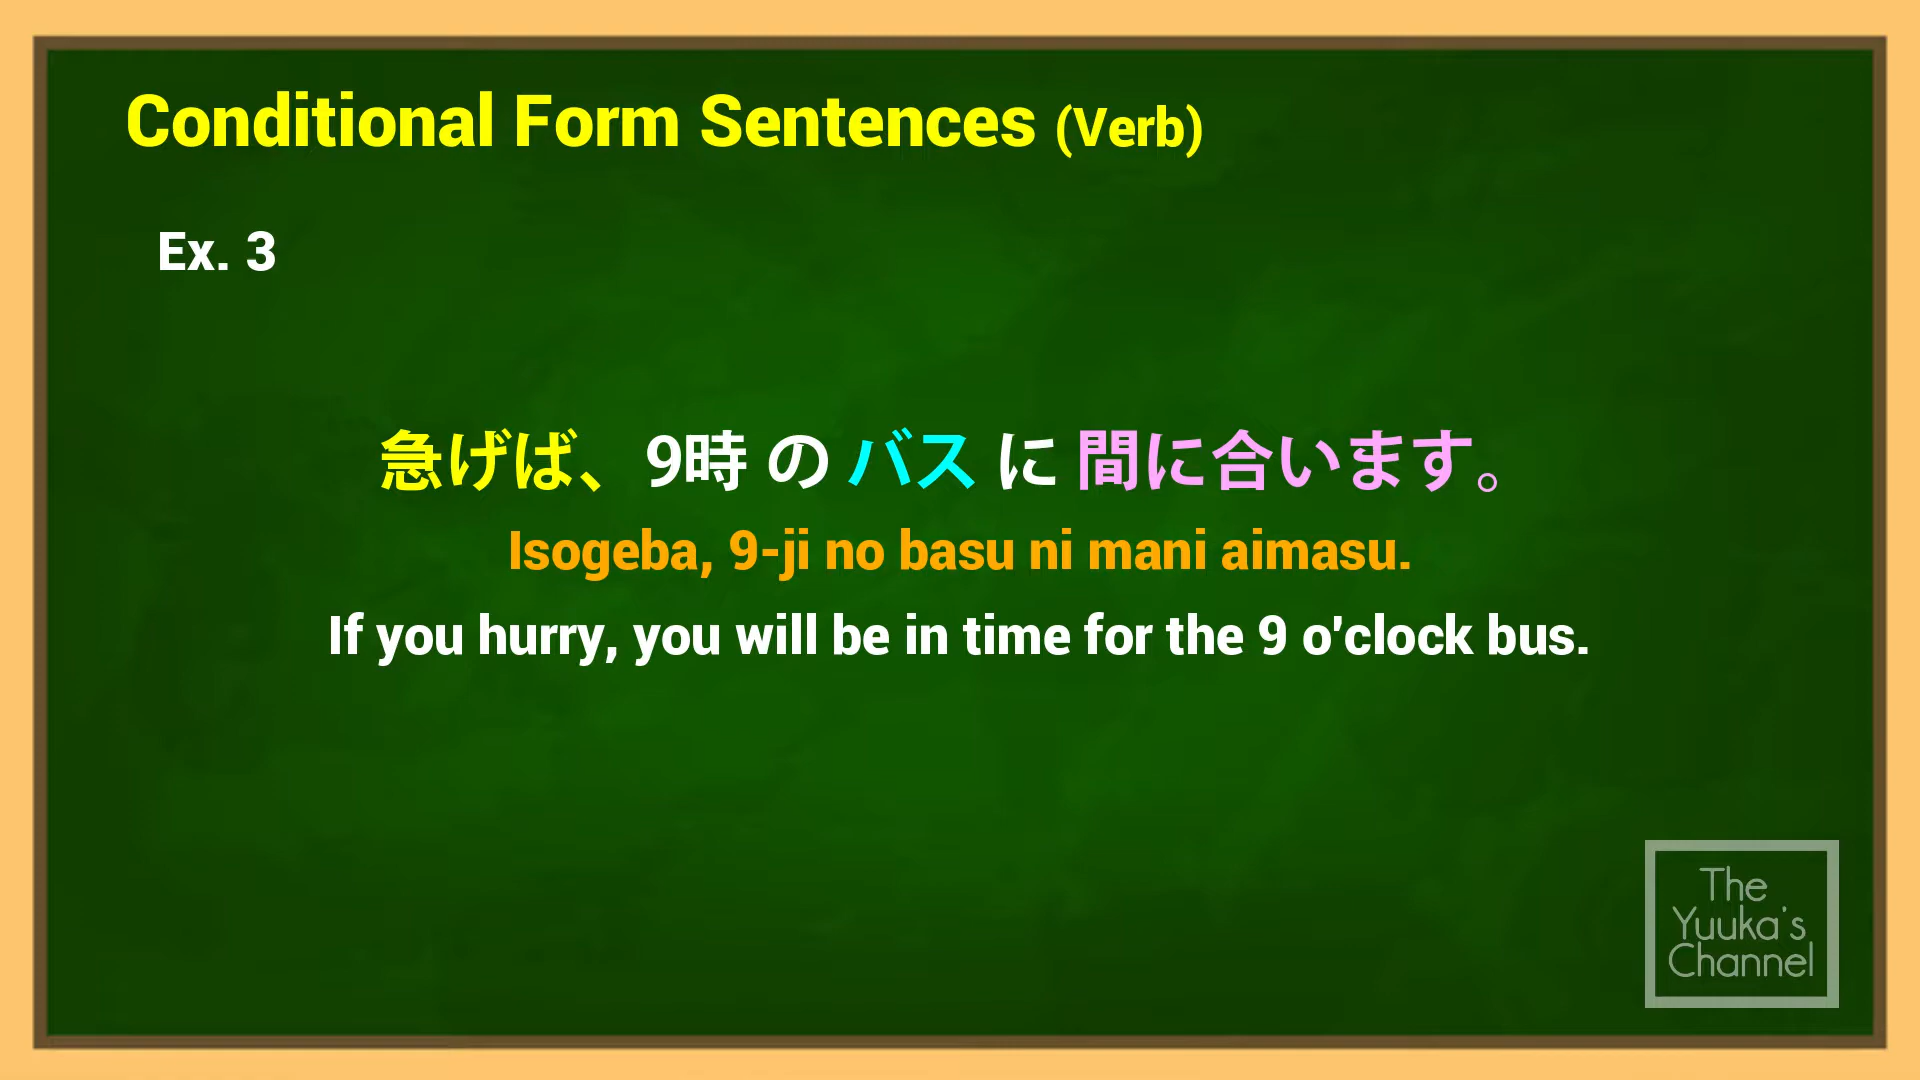 Conditional Form Sentences (Verb)
Ex. 3
急げば、9時 の バス に 間に合います。
Isogeba, 9-ji no basu ni mani aimasu.
If you hurry, you will be in time for the 9 o'clock bus.
The
Yuuka's
Channel